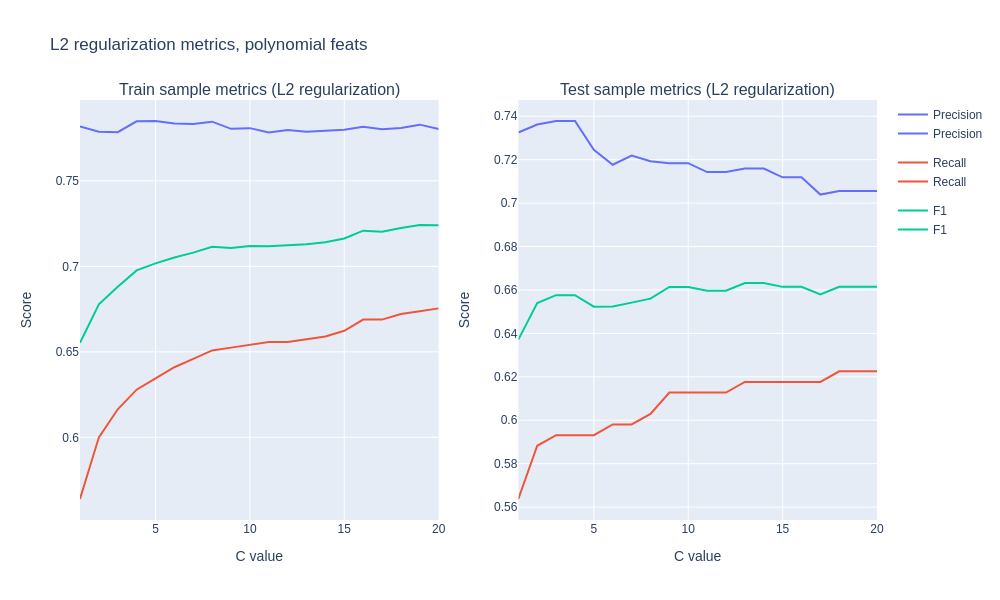 L2 regularization metrics, polynomial feats
Train sample metrics (L2 regularization)
Score
0.75
0.7
0.65
0.6
5
10
15
20
C value
Test sample metrics (L2 regularization)
Score
0.74
0.72
0.7
0.68
0.66
0.64
0.62
0.6
0.58
0.56
5
10
15
20
C value
Precision
Precision
Recall
Recall
F1
F1